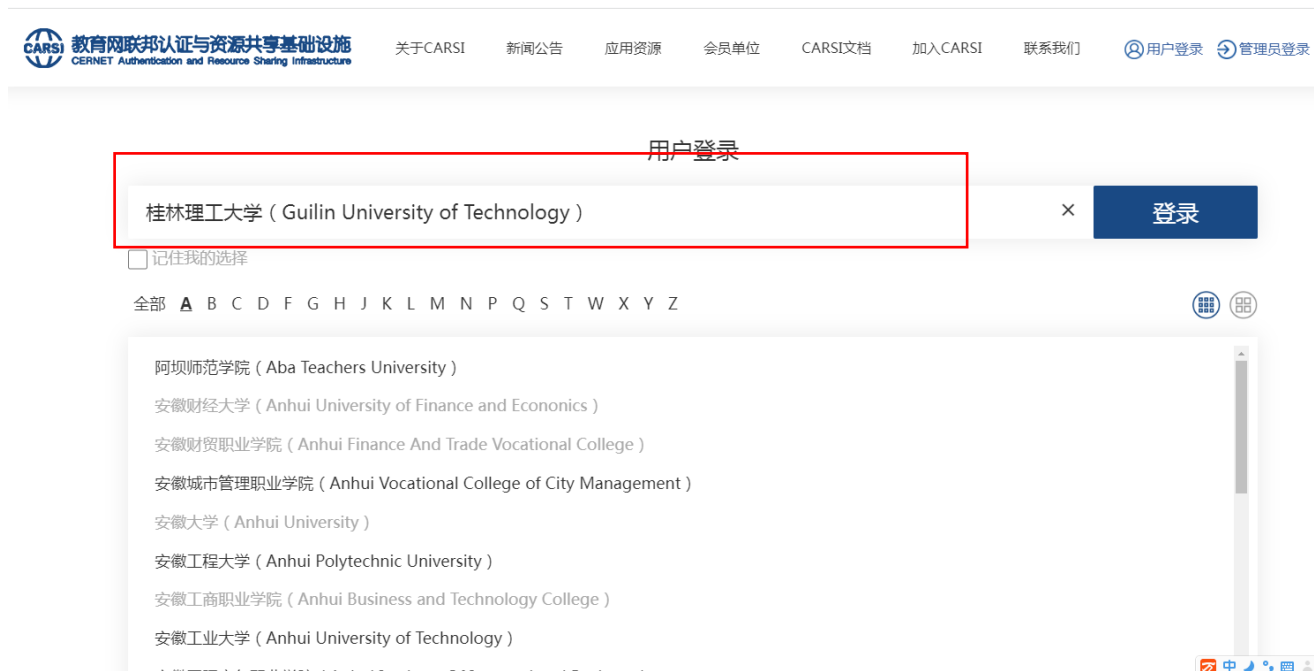 CARSI 教育网联邦认证与资源共享基础设施
CERNET Authentication and Resource Sharing Infrastructure
关于CARSI 新闻公告 应用资源 会员单位 CARSI文档 加入CARSI 联系我们 用户登录 管理员登录
用户登录
桂林理工大学（Guilin University of Technology） × 登录
记住我的选择
全部 A B C D F G H J K L M N P Q S T W X Y Z
阿坝师范学院（Aba Teachers University）
安徽财经大学（Anhui University of Finance and Econonics）
安徽财贸职业学院（Anhui Finance And Trade Vocational College）
安徽城市管理职业学院（Anhui Vocational College of City Management）
安徽大学（Anhui University）
安徽工程大学（Anhui Polytechnic University）
安徽工商职业学院（Anhui Business and Technology College）
安徽工业大学（Anhui University of Technology）
中